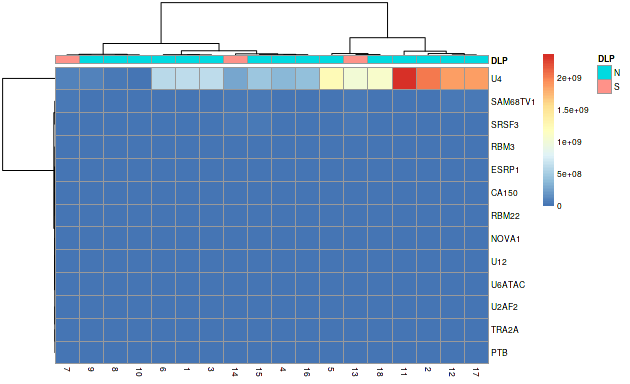 DLP
DLP
U4
N
S
SAM68TV1
SRSF3
RBM3
ESRP1
CA150
RBM22
NOVA1
U12
U6ATAC
U2AF2
TRA2A
PTB
2e+09
1.5e+09
1e+09
5e+08
0
7 9 8 10 6 1 3 14 15 4 16 5 13 18 11 2 12 17